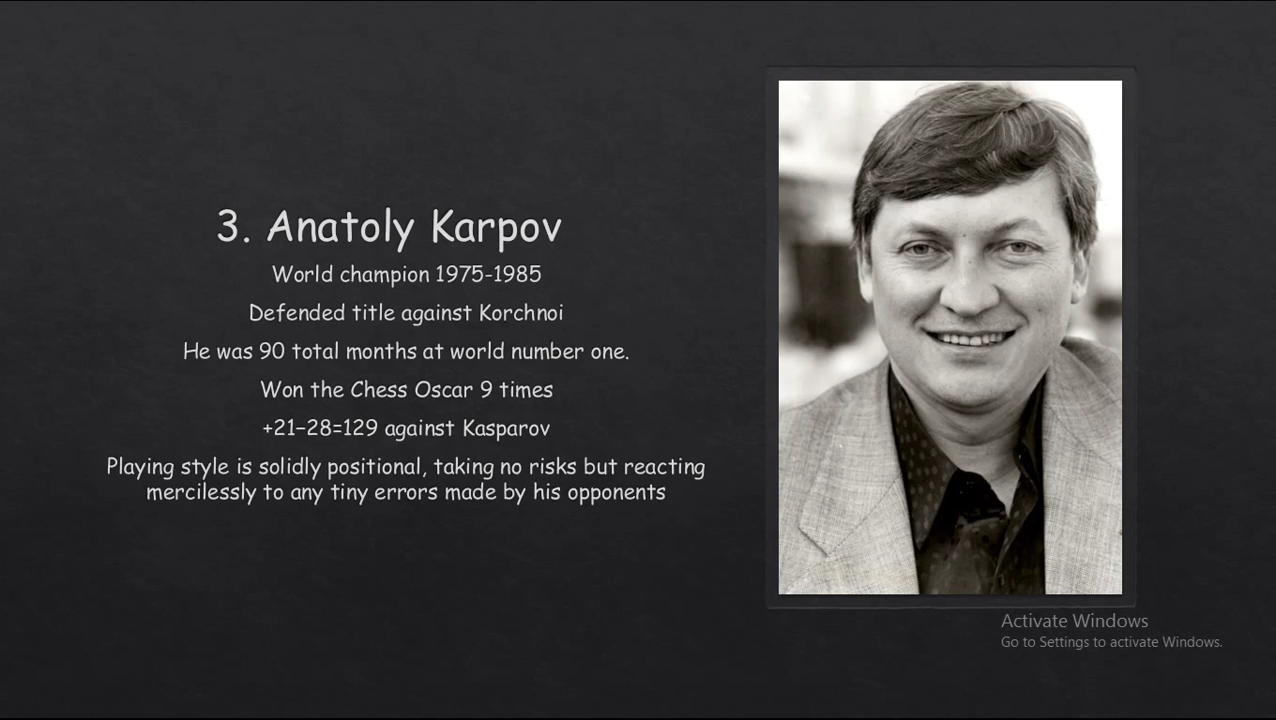 3. Anatoly Karpov
World champion 1975-1985
Defended title against Korchnoi
He was 90 total months at world number one.
Won the Chess Oscar 9 times
+21−28=129 against Kasparov
Playing style is solidly positional, taking no risks but reacting
mercilessly to any tiny errors made by his opponents
Activate Windows
Go to Settings to activate Windows.